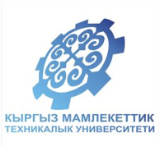 КЫРГЫЗ МАМЛЕКЕТТИК
ТЕХНИКАЛЫК УНИВЕРСИТЕТИ